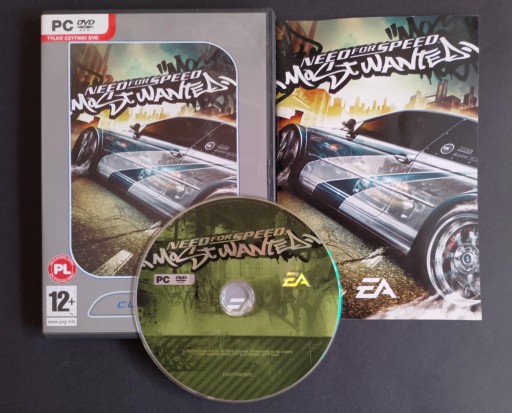 PC DVD
TYLKO CZYTNIKI DVD
NEED FOR SPEED
MOST WANTED
PL
12+
www.pegi.info
NEED FOR SPEED
MOST WANTED
EA
NEED FOR SPEED
MOST WANTED
PC DVD
EA